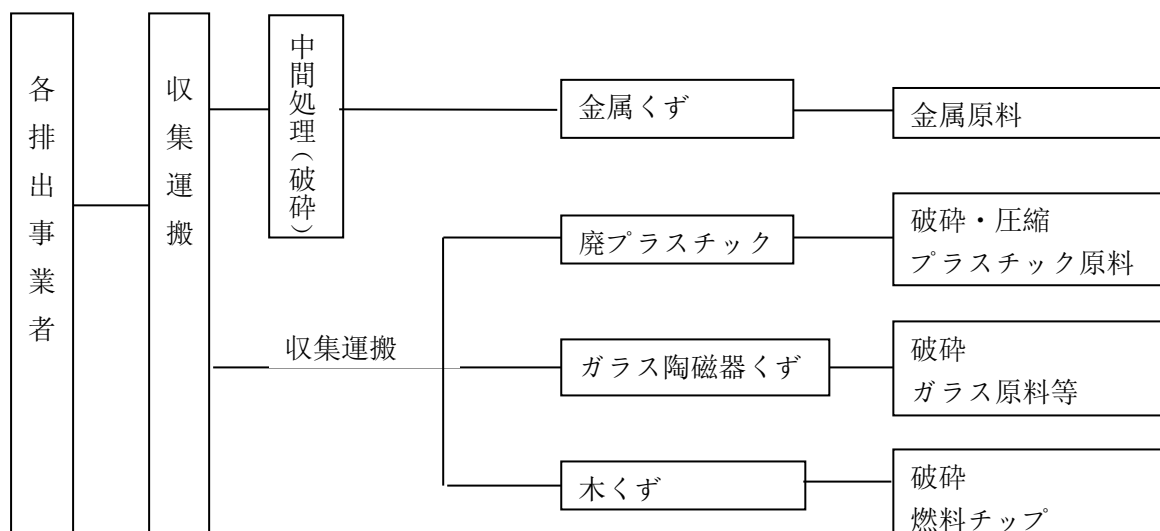 各排出事業者
収集運搬
中間処理（破砕）
金属くず
金属原料
廃プラスチック
破砕・圧縮
プラスチック原料
収集運搬
ガラス陶磁器くず
破砕
ガラス原料等
木くず
破砕
燃料チップ